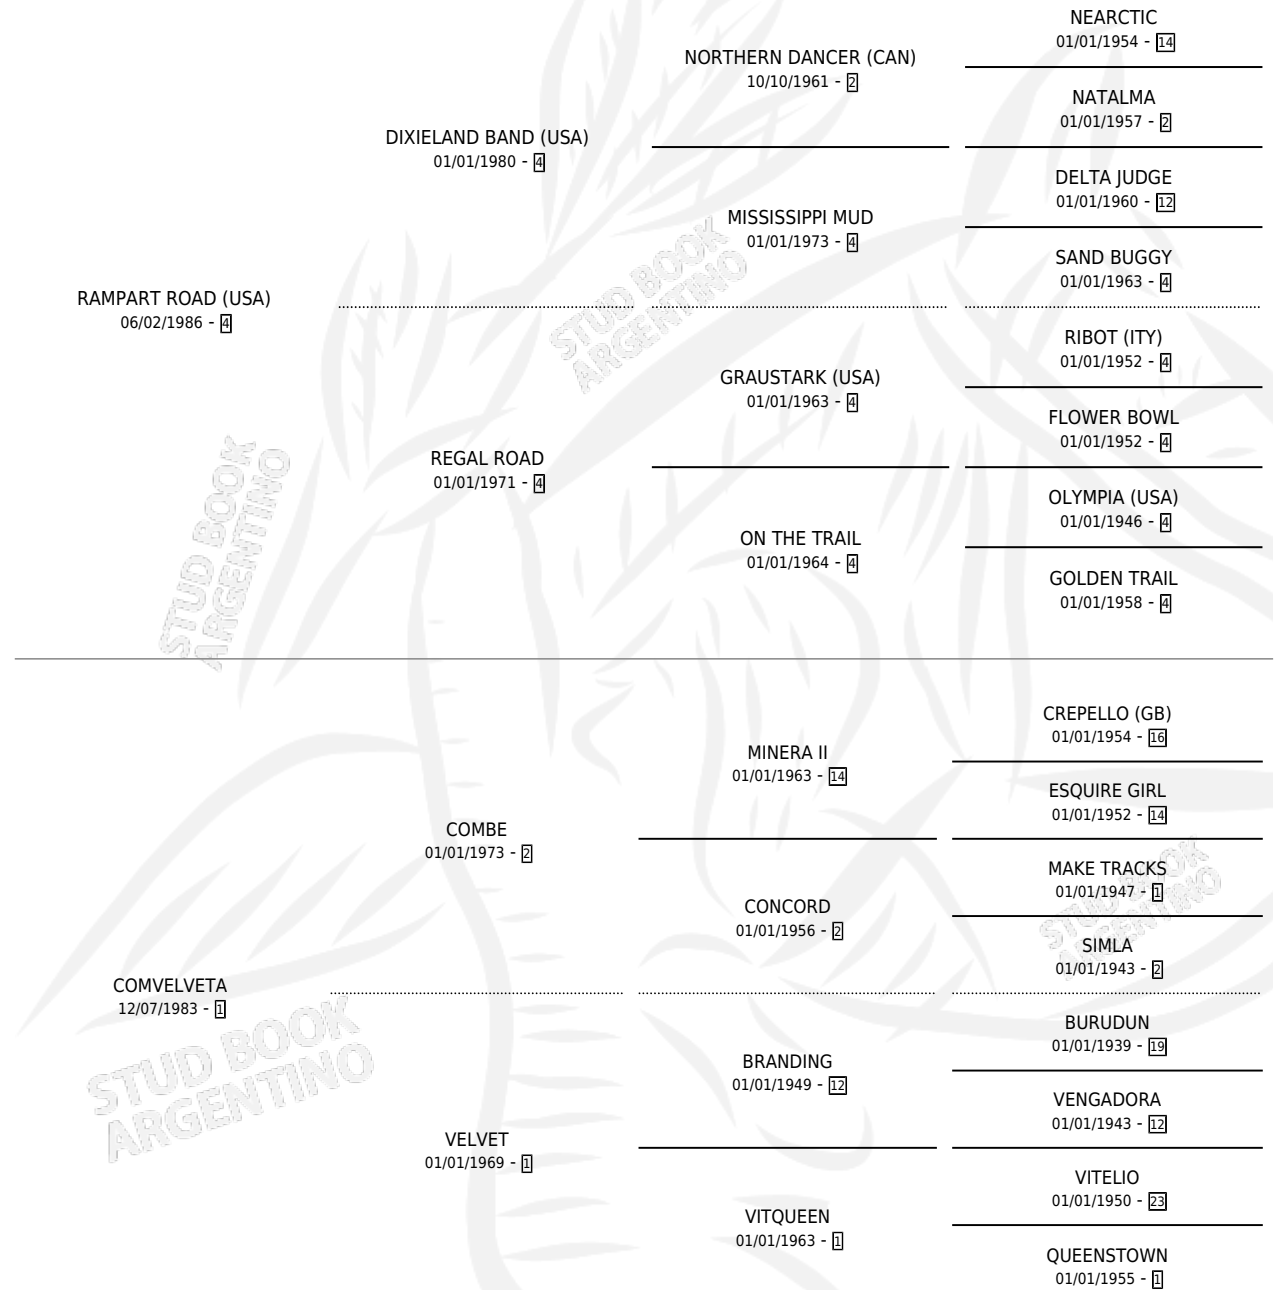 NEARCTIC
01/01/1954 - 14
NORTHERN DANCER (CAN)
10/10/1961 - 2
NATALMA
01/01/1957 - 2
DIXIELAND BAND (USA)
01/01/1980 - 4
DELTA JUDGE
01/01/1960 - 12
MISSISSIPPI MUD
01/01/1973 - 4
SAND BUGGY
01/01/1963 - 4
RAMPART ROAD (USA)
06/02/1986 - 4
STUD BOOK
ARGENTINO
RIBOT (ITY)
01/01/1952 - 4
GRAUSTARK (USA)
01/01/1963 - 4
FLOWER BOWL
01/01/1952 - 4
REGAL ROAD
01/01/1971 - 4
OLYMPIA (USA)
01/01/1946 - 4
ON THE TRAIL
01/01/1964 - 4
GOLDEN TRAIL
01/01/1958 - 4
STUD BOOK
ARGENTINO
CREPELLO (GB)
01/01/1954 - 16
MINERA II
01/01/1963 - 14
ESQUIRE GIRL
01/01/1952 - 14
COMBE
01/01/1973 - 2
MAKE TRACKS
01/01/1947 - 1
CONCORD
01/01/1956 - 2
STUD BOOK
ARGENTINO
SIMLA
01/01/1943 - 2
COMVELVETA
12/07/1983 - 1
STUD BOOK
ARGENTINO
BURUDUN
01/01/1939 - 19
BRANDING
01/01/1949 - 12
VENGADORA
01/01/1943 - 12
VELVET
01/01/1969 - 1
VITELIO
01/01/1950 - 23
VITQUEEN
01/01/1963 - 1
QUEENSTOWN
01/01/1955 - 1